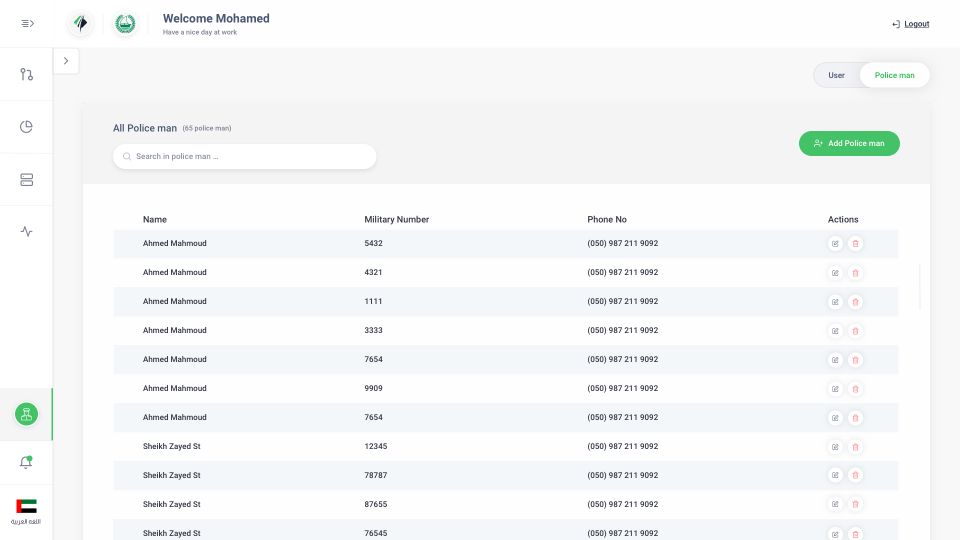 Welcome Mohamed
Have a nice day at work
Logout
User
Police man
All Police man (65 police man)
Search in police man ...
Add Police man
Name Military Number Phone No Actions
Ahmed Mahmoud 5432 (050) 987 211 9092
Ahmed Mahmoud 4321 (050) 987 211 9092
Ahmed Mahmoud 1111 (050) 987 211 9092
Ahmed Mahmoud 3333 (050) 987 211 9092
Ahmed Mahmoud 7654 (050) 987 211 9092
Ahmed Mahmoud 9909 (050) 987 211 9092
Ahmed Mahmoud 7654 (050) 987 211 9092
Sheikh Zayed St 12345 (050) 987 211 9092
Sheikh Zayed St 78787 (050) 987 211 9092
Sheikh Zayed St 87655 (050) 987 211 9092
Sheikh Zayed St 76545 (050) 987 211 9092
اللغه العربية